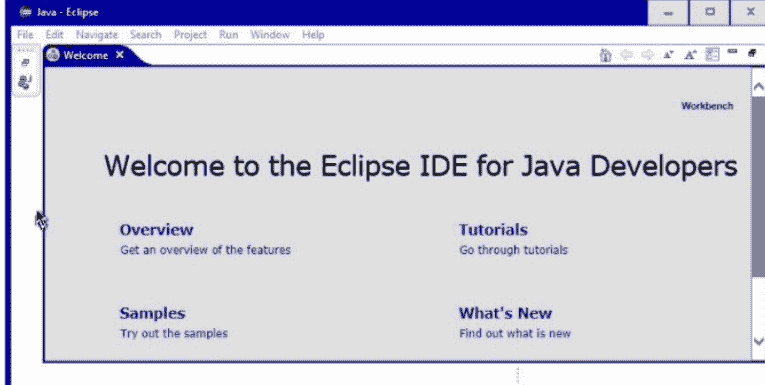 Java - Eclipse
File Edit Navigate Search Project Run Window Help
Welcome
Workbench
Welcome to the Eclipse IDE for Java Developers
Overview Tutorials
Get an overview of the features Go through tutorials
Samples What's New
Try out the samples Find out what is new